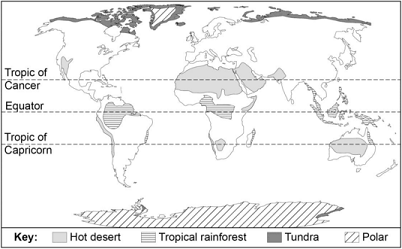 Tropic of
Cancer
Equator
Tropic of
Capricorn
Key: Hot desert Tropical rainforest Tundra Polar